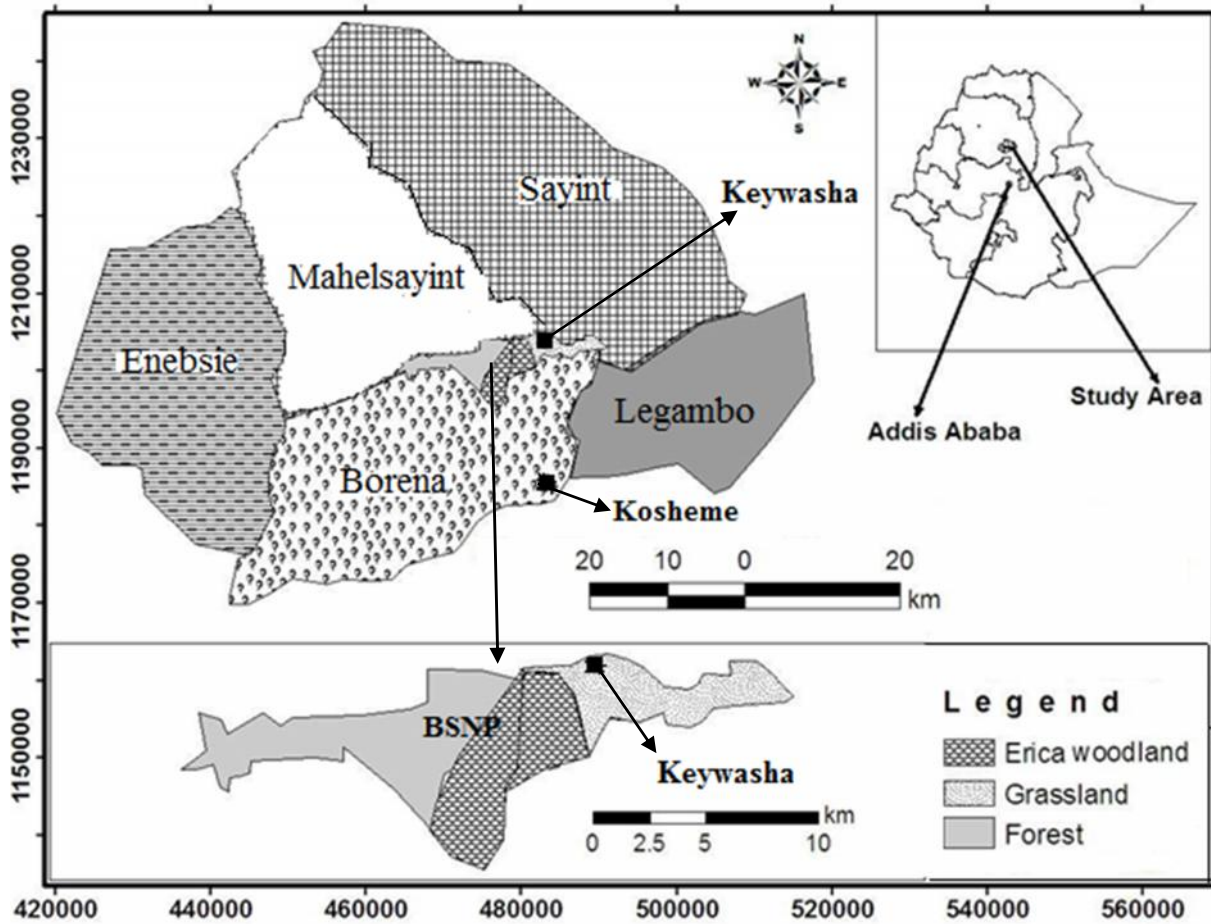 N
W E
S
Sayint
Keywasha
Mahelsayint
Enebsie
Legambo
Borena
Kosheme
Study Area
Addis Ababa
20 10 0 20
km
BSNP
Keywasha
km
0 2.5 5 10
Legend
Erica woodland
Grassland
Forest
1230000
1210000
1190000
1170000
1150000
420000 440000 460000 480000 500000 520000 540000 560000